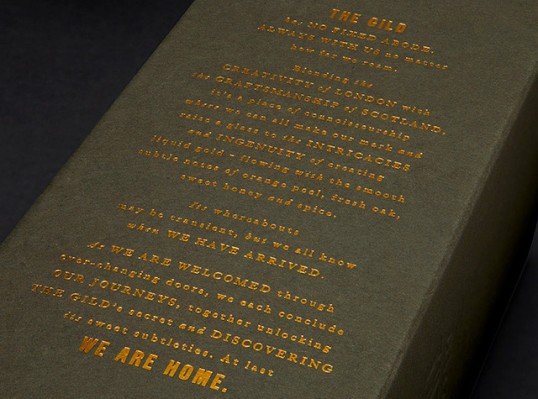 THE GILD
has NO FIXED ABODE.
ALWAYS WITH US no matter
how far we roam.
Blending the
CREATIVITY of LONDON with
the CRAFTSMANSHIP of SCOTLAND,
it's a place of connoisseurship
where we can all make our mark and
raise a glass to the INTRICACIES
and INGENUITY of creating
liquid gold - flowing with the smooth
subtle notes of orange peel, fresh oak,
sweet honey and spice.
Its whereabouts
may be transient, but we all know
when WE HAVE ARRIVED.
As WE ARE WELCOMED through
ever-changing doors, we each conclude
OUR JOURNEYS, together unlocking
THE GILD's secret and DISCOVERING
its sweet subtleties. At last
WE ARE HOME.